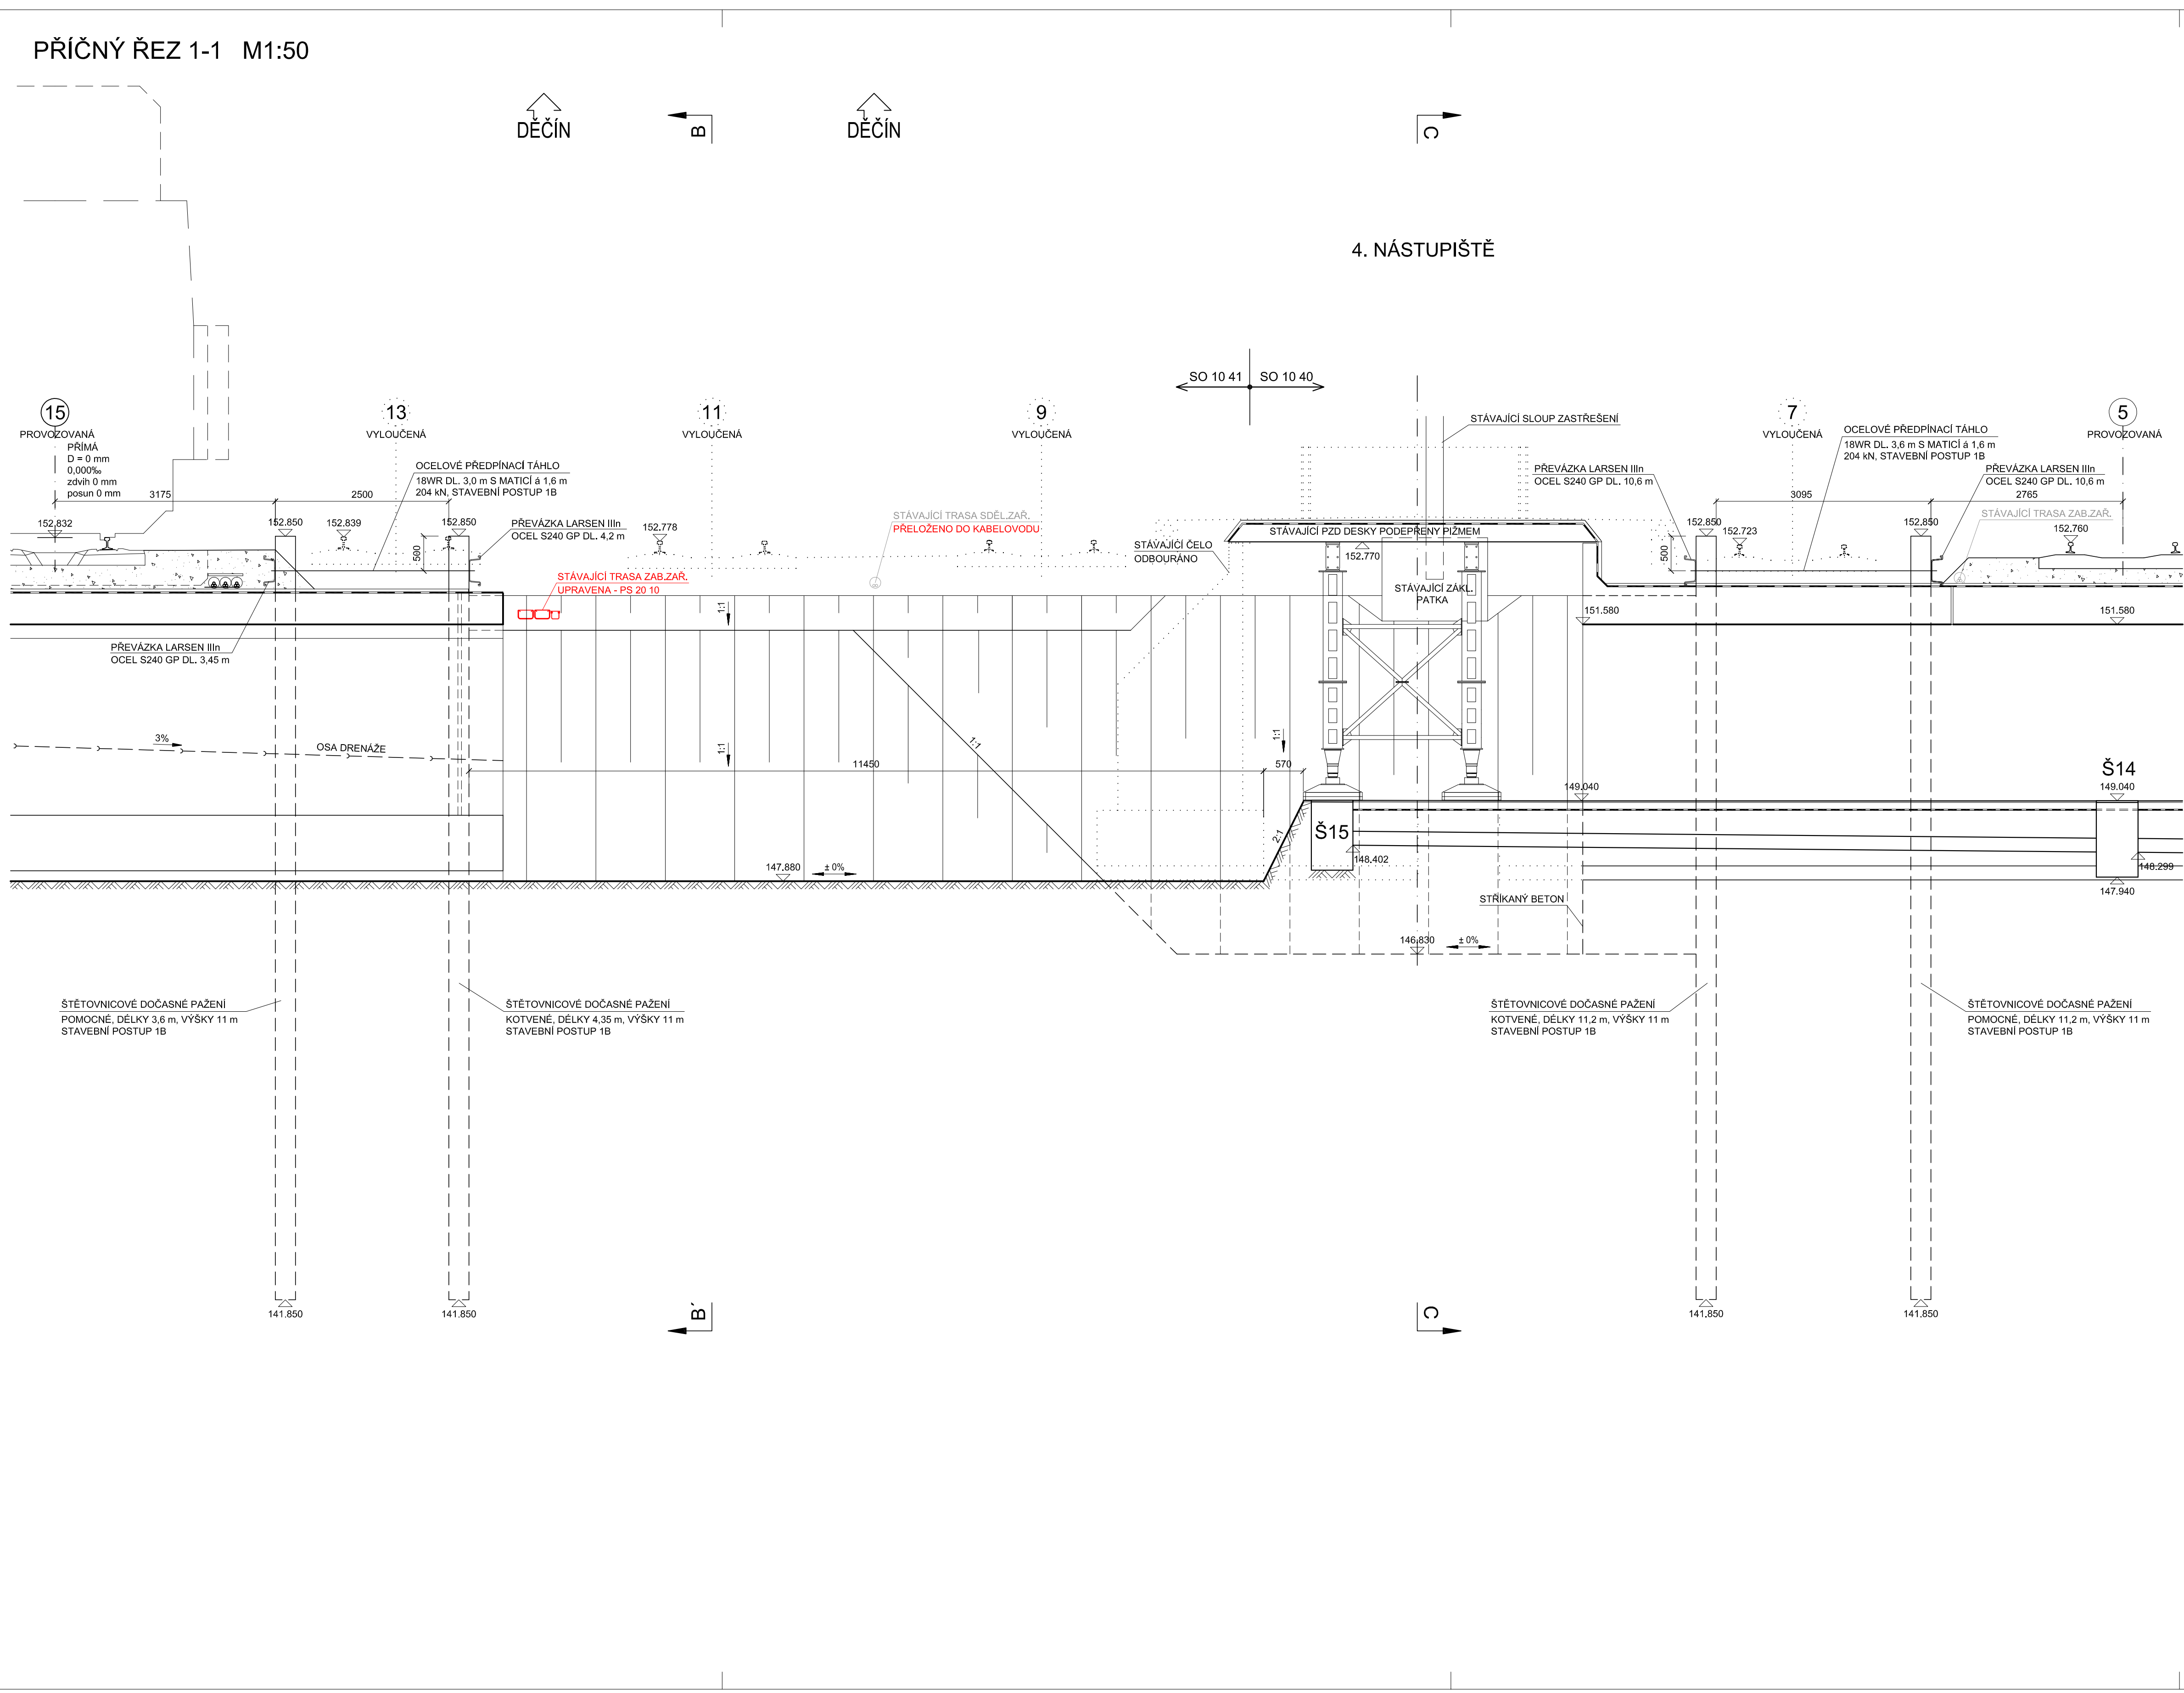 PŘÍČNÝ ŘEZ 1-1 M1:50
DĚČÍN
B
DĚČÍN
C
4. NÁSTUPIŠTĚ
SO 10 41
SO 10 40
15
PROVOZOVANÁ
PŘÍMÁ
D = 0 mm
0,000‰
zdvih 0 mm
posun 0 mm
13
VYLOUČENÁ
11
VYLOUČENÁ
9
VYLOUČENÁ
STÁVAJÍCÍ SLOUP ZASTŘEŠENÍ
7
VYLOUČENÁ
5
PROVOZOVANÁ
OCELOVÉ PŘEDPÍNACÍ TÁHLO
18WR DL. 3,6 m S MATICÍ á 1,6 m
204 kN, STAVEBNÍ POSTUP 1B
OCELOVÉ PŘEDPÍNACÍ TÁHLO
18WR DL. 3,0 m S MATICÍ á 1,6 m
204 kN, STAVEBNÍ POSTUP 1B
PŘEVÁZKA LARSEN IIIn
OCEL S240 GP DL. 10,6 m
PŘEVÁZKA LARSEN IIIn
OCEL S240 GP DL. 10,6 m
3175
2500
3095
2765
152.832
152.850
152.839
152.850
500
PŘEVÁZKA LARSEN IIIn
OCEL S240 GP DL. 4,2 m
152.778
STÁVAJÍCÍ TRASA SDĚL.ZAŘ.
PŘELOŽENO DO KABELOVODU
STÁVAJÍCÍ ČELO
ODBOURÁNO
STÁVAJÍCÍ PZD DESKY PODEPŘENY PIŽMEM
152.770
152.850
500
152.723
152.850
STÁVAJÍCÍ TRASA ZAB.ZAŘ.
152.760
STÁVAJÍCÍ TRASA ZAB.ZAŘ.
UPRAVENA - PS 20 10
STÁVAJÍCÍ ZÁKL.
PATKA
1:1
151.580
151.580
PŘEVÁZKA LARSEN IIIn
OCEL S240 GP DL. 3,45 m
3%
OSA DRENÁŽE
1:1
1:1
1:1
11450
570
149.040
Š14
149.040
Š15
2:1
148.402
148.299
147.880
± 0%
147.940
STŘÍKANÝ BETON
146.830
± 0%
ŠTĚTOVNICOVÉ DOČASNÉ PAŽENÍ
POMOCNÉ, DÉLKY 3,6 m, VÝŠKY 11 m
STAVEBNÍ POSTUP 1B
ŠTĚTOVNICOVÉ DOČASNÉ PAŽENÍ
KOTVENÉ, DÉLKY 4,35 m, VÝŠKY 11 m
STAVEBNÍ POSTUP 1B
ŠTĚTOVNICOVÉ DOČASNÉ PAŽENÍ
KOTVENÉ, DÉLKY 11,2 m, VÝŠKY 11 m
STAVEBNÍ POSTUP 1B
ŠTĚTOVNICOVÉ DOČASNÉ PAŽENÍ
POMOCNÉ, DÉLKY 11,2 m, VÝŠKY 11 m
STAVEBNÍ POSTUP 1B
141.850
141.850
B´
C
141.850
141.850